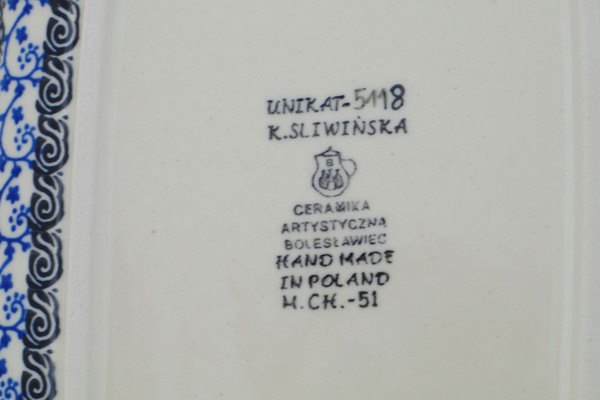 UNIKAT-5118
K.SLIWIŃSKA
B
CERAMIKA
ARTYSTYCZNA
BOLESŁAWIEC
HAND MADE
IN POLAND
M.CH.-51